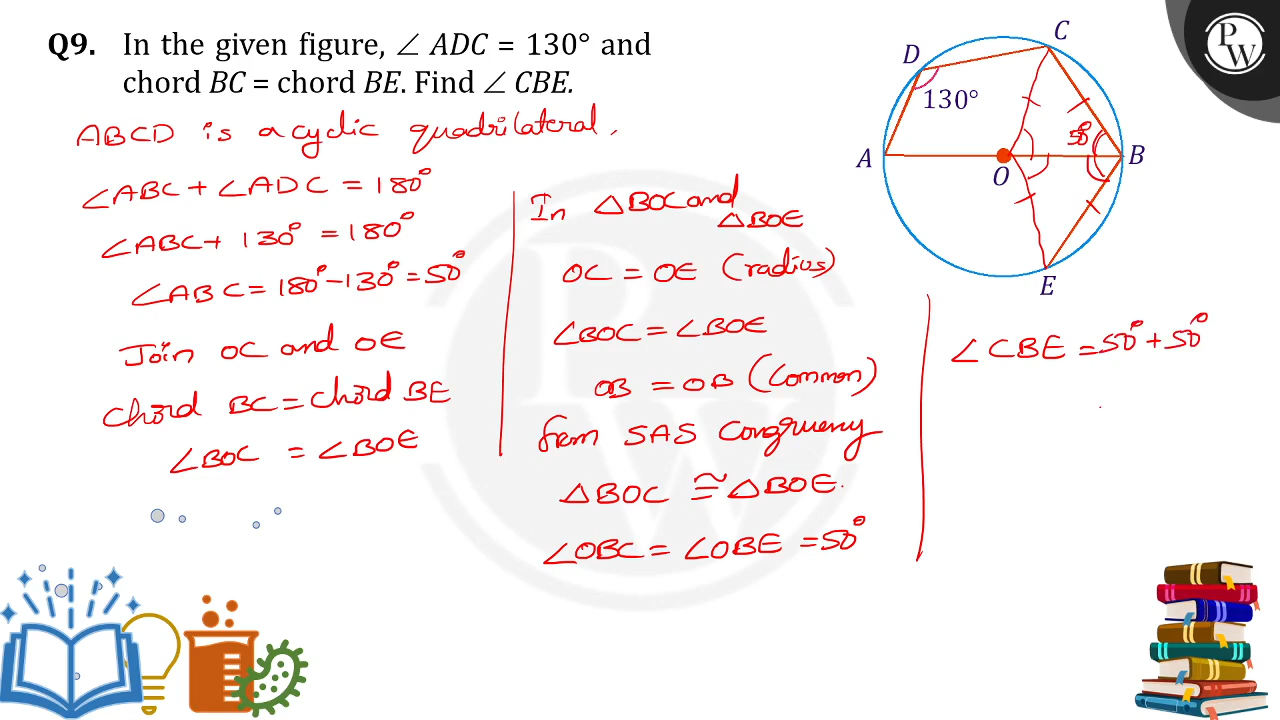 Q9. In the given figure, ∠ ADC = 130° and
chord BC = chord BE. Find ∠ CBE.
ABCD is a cyclic quadrilateral.
∠ABC + ∠ADC = 180°
∠ABC + 130° = 180°
∠ABC = 180° - 130° = 50°
Join OC and OE
Chord BC = chord BE
∠BOC = ∠BOE
In △BOC and
△BOE
OC = OE (radius)
∠BOC = ∠BOE
OB = OB (Common)
from SAS Congruency
△BOC ≅ △BOE.
∠OBC = ∠OBE = 50°
∠CBE = 50° + 50°
C
D
130°
50°
A
O
B
E
PW
PW